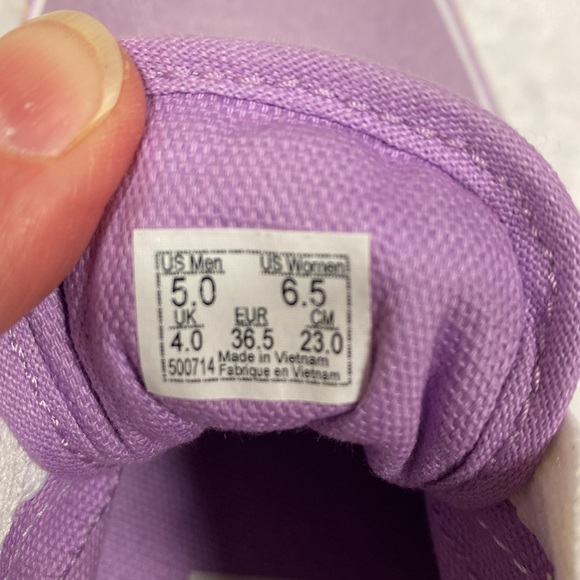 US Men US Women
5.0 6.5
UK EUR CM
4.0 36.5 23.0
500714 Made in Vietnam
Fabrique en Vietnam